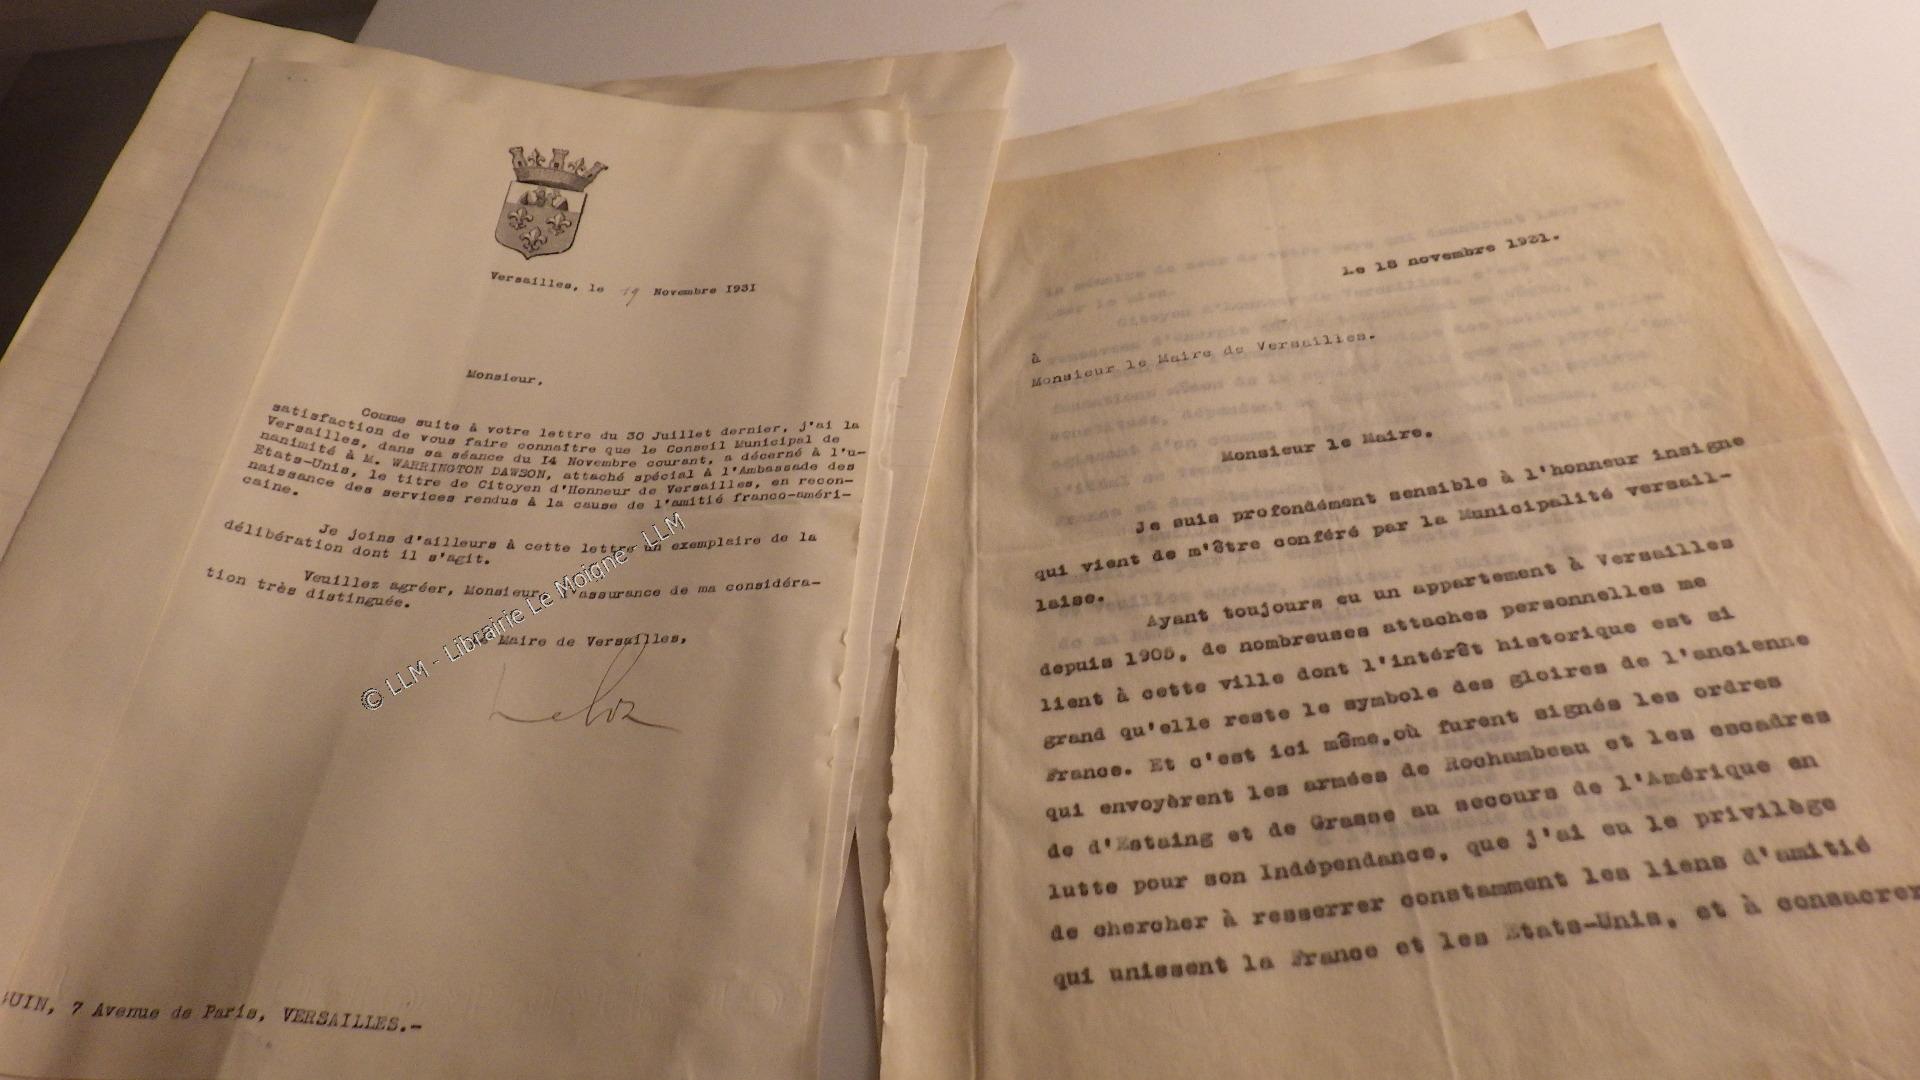 Versailles, le 19 Novembre 1931
Monsieur,
Comme suite à votre lettre du 30 Juillet dernier, j'ai la
satisfaction de vous faire connaître que le Conseil Municipal de
Versailles, dans sa séance du 14 Novembre courant, a décerné à l'u-
nanimité à M. WARRINGTON DAWSON, attaché spécial à l'Ambassade des
Etats-Unis, le titre de Citoyen d'Honneur de Versailles, en recon-
naissance des services rendus à la cause de l'amitié franco-améri-
caine.
Je joins d'ailleurs à cette lettre un exemplaire de la
délibération dont il s'agit.
Veuillez agréer, Monsieur, l'assurance de ma considéra-
tion très distinguée.
Maire de Versailles,
UIN, 7 Avenue de Paris, VERSAILLES.-
© LLM - Librairie Le Moigne - LLM
Le 18 novembre 1931.
à
Monsieur le Maire de Versailles.
Monsieur le Maire,
Je suis profondément sensible à l'honneur insigne
qui vient de m'être conféré par la Municipalité versail-
laise.
Ayant toujours eu un appartement à Versailles
depuis 1905, de nombreuses attaches personnelles me
lient à cette ville dont l'intérêt historique est si
grand qu'elle reste le symbole des gloires de l'ancienne
France. Et c'est ici même,où furent signés les ordres
qui envoyèrent les armées de Rochambeau et les escadres
de d'Estaing et de Grasse au secours de l'Amérique en
lutte pour son Indépendance, que j'ai eu le privilège
de chercher à resserrer constamment les liens d'amitié
qui unissent la France et les Etats-Unis, et à consacrer